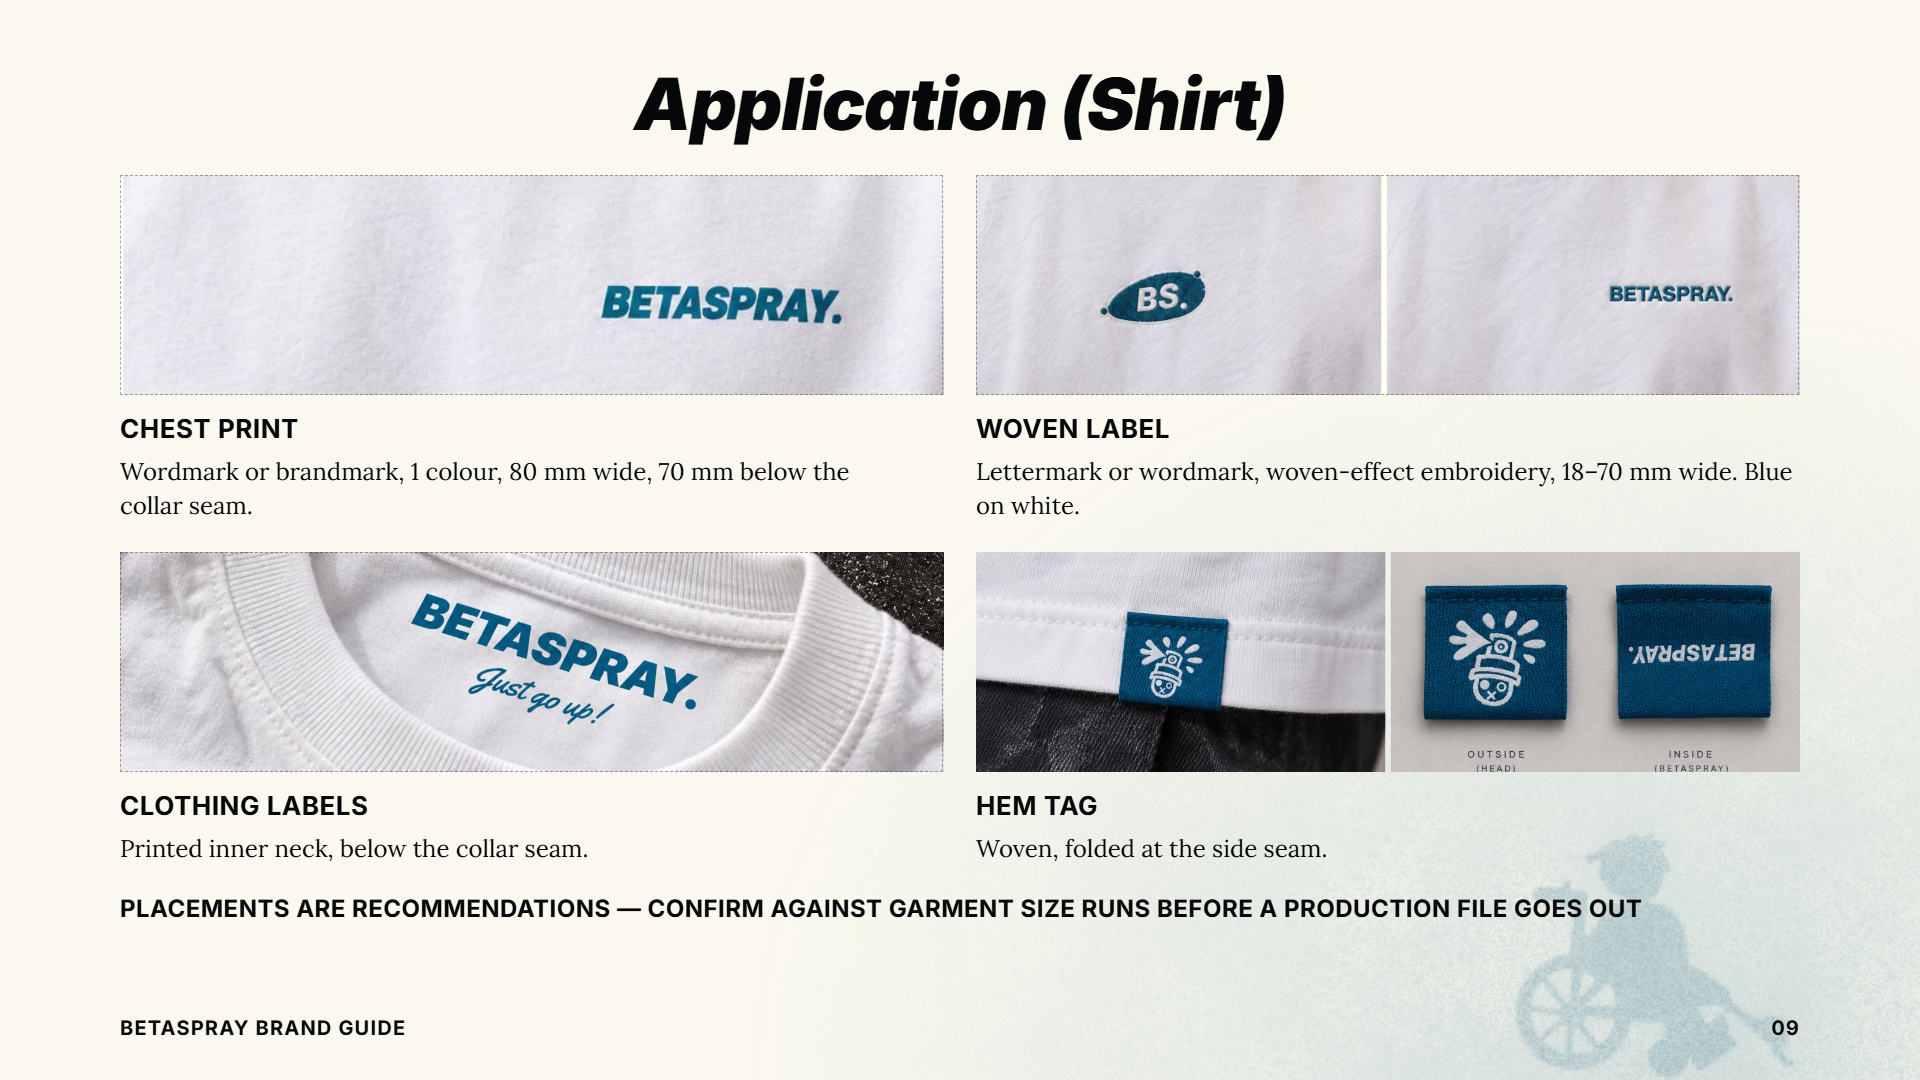 Application (Shirt)
BETASPRAY.
BS.
BETASPRAY.
CHEST PRINT
Wordmark or brandmark, 1 colour, 80 mm wide, 70 mm below the
collar seam.
WOVEN LABEL
Lettermark or wordmark, woven-effect embroidery, 18–70 mm wide. Blue
on white.
BETASPRAY.
Just go up!
BETASPRAY.
OUTSIDE
(HEAD)
INSIDE
(BETASPRAY)
CLOTHING LABELS
Printed inner neck, below the collar seam.
HEM TAG
Woven, folded at the side seam.
PLACEMENTS ARE RECOMMENDATIONS — CONFIRM AGAINST GARMENT SIZE RUNS BEFORE A PRODUCTION FILE GOES OUT
BETASPRAY BRAND GUIDE
09